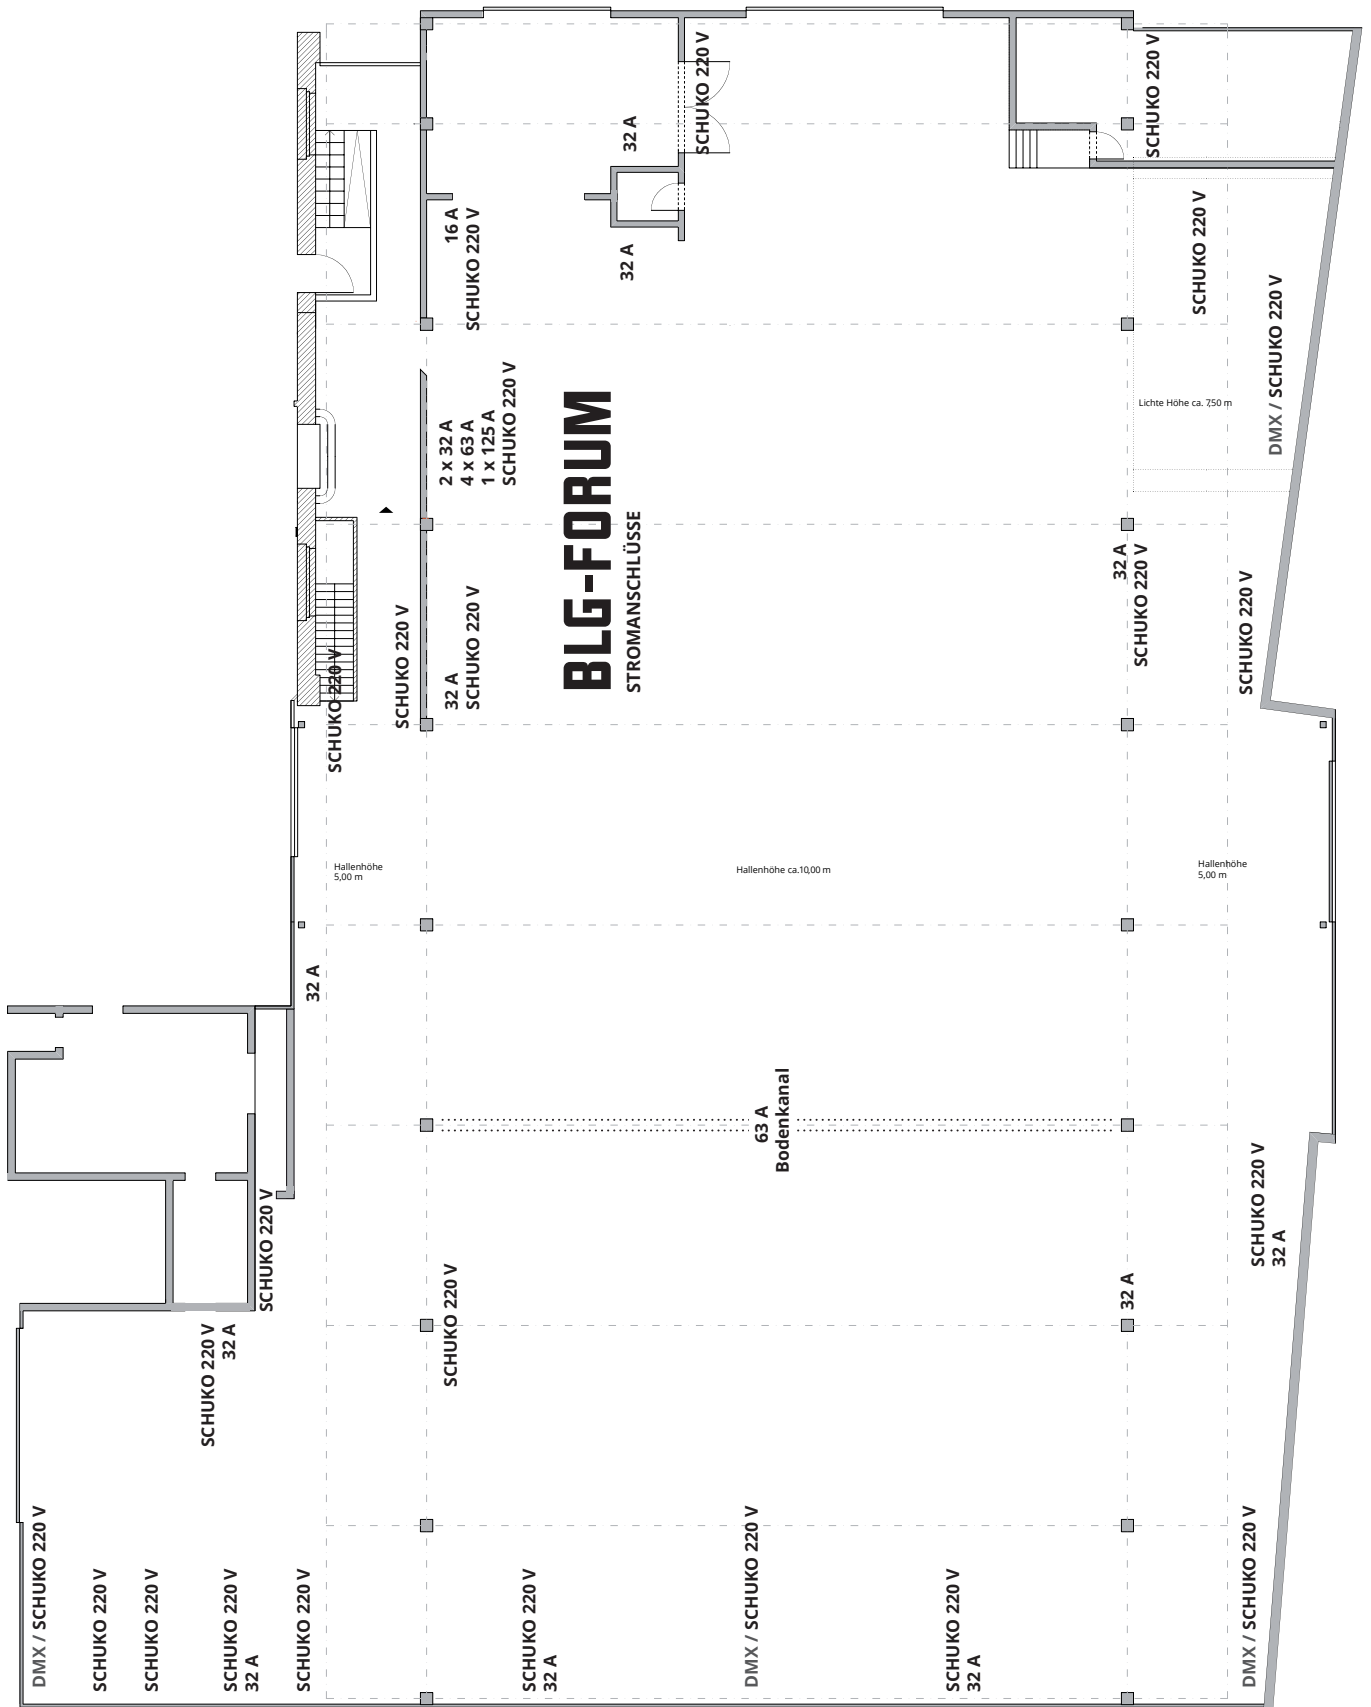 BLG-FORUM
STROMANSCHLÜSSE
SCHUKO 220 V
32 A
SCHUKO 220 V
16 A
SCHUKO 220 V
32 A
SCHUKO 220 V
DMX / SCHUKO 220 V
2 x 32 A
4 x 63 A
1 x 125 A
SCHUKO 220 V
Lichte Höhe ca. 7,50 m
32 A
SCHUKO 220 V
SCHUKO 220 V
SCHUKO 220 V
SCHUKO 220 V
32 A
SCHUKO 220 V
Hallenhöhe
5,00 m
Hallenhöhe ca.10,00 m
Hallenhöhe
5,00 m
32 A
63 A
Bodenkanal
SCHUKO 220 V
32 A
SCHUKO 220 V
SCHUKO 220 V
32 A
SCHUKO 220 V
32 A
DMX / SCHUKO 220 V
SCHUKO 220 V
SCHUKO 220 V
SCHUKO 220 V
32 A
SCHUKO 220 V
SCHUKO 220 V
32 A
DMX / SCHUKO 220 V
SCHUKO 220 V
32 A
DMX / SCHUKO 220 V